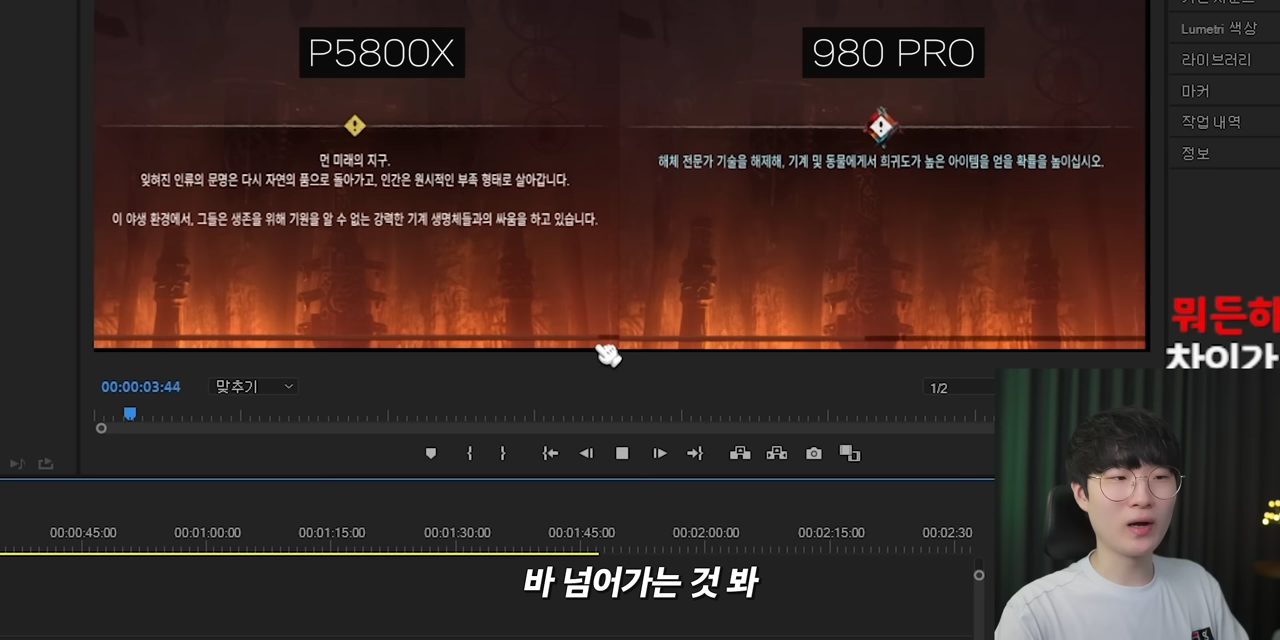 Lumetri 색상
라이브러리
마커
작업 내역
정보
P5800X
980 PRO
먼 미래의 지구.
잊혀진 인류의 문명은 다시 자연의 품으로 돌아가고, 인간은 원시적인 부족 형태로 살아갑니다.
이 야생 환경에서, 그들은 생존을 위해 기원을 알 수 없는 강력한 기계 생명체들과의 싸움을 하고 있습니다.
해체 전문가 기술을 해제해, 기계 및 동물에게서 희귀도가 높은 아이템을 얻을 확률을 높이십시오.
뭐든히
차이가
00:00:03:44
맞추기
1/2
00:00:45:00
00:01:00:00
00:01:15:00
00:01:30:00
00:01:45:00
00:02:00:00
00:02:15:00
00:02:30
바 넘어가는 것 봐